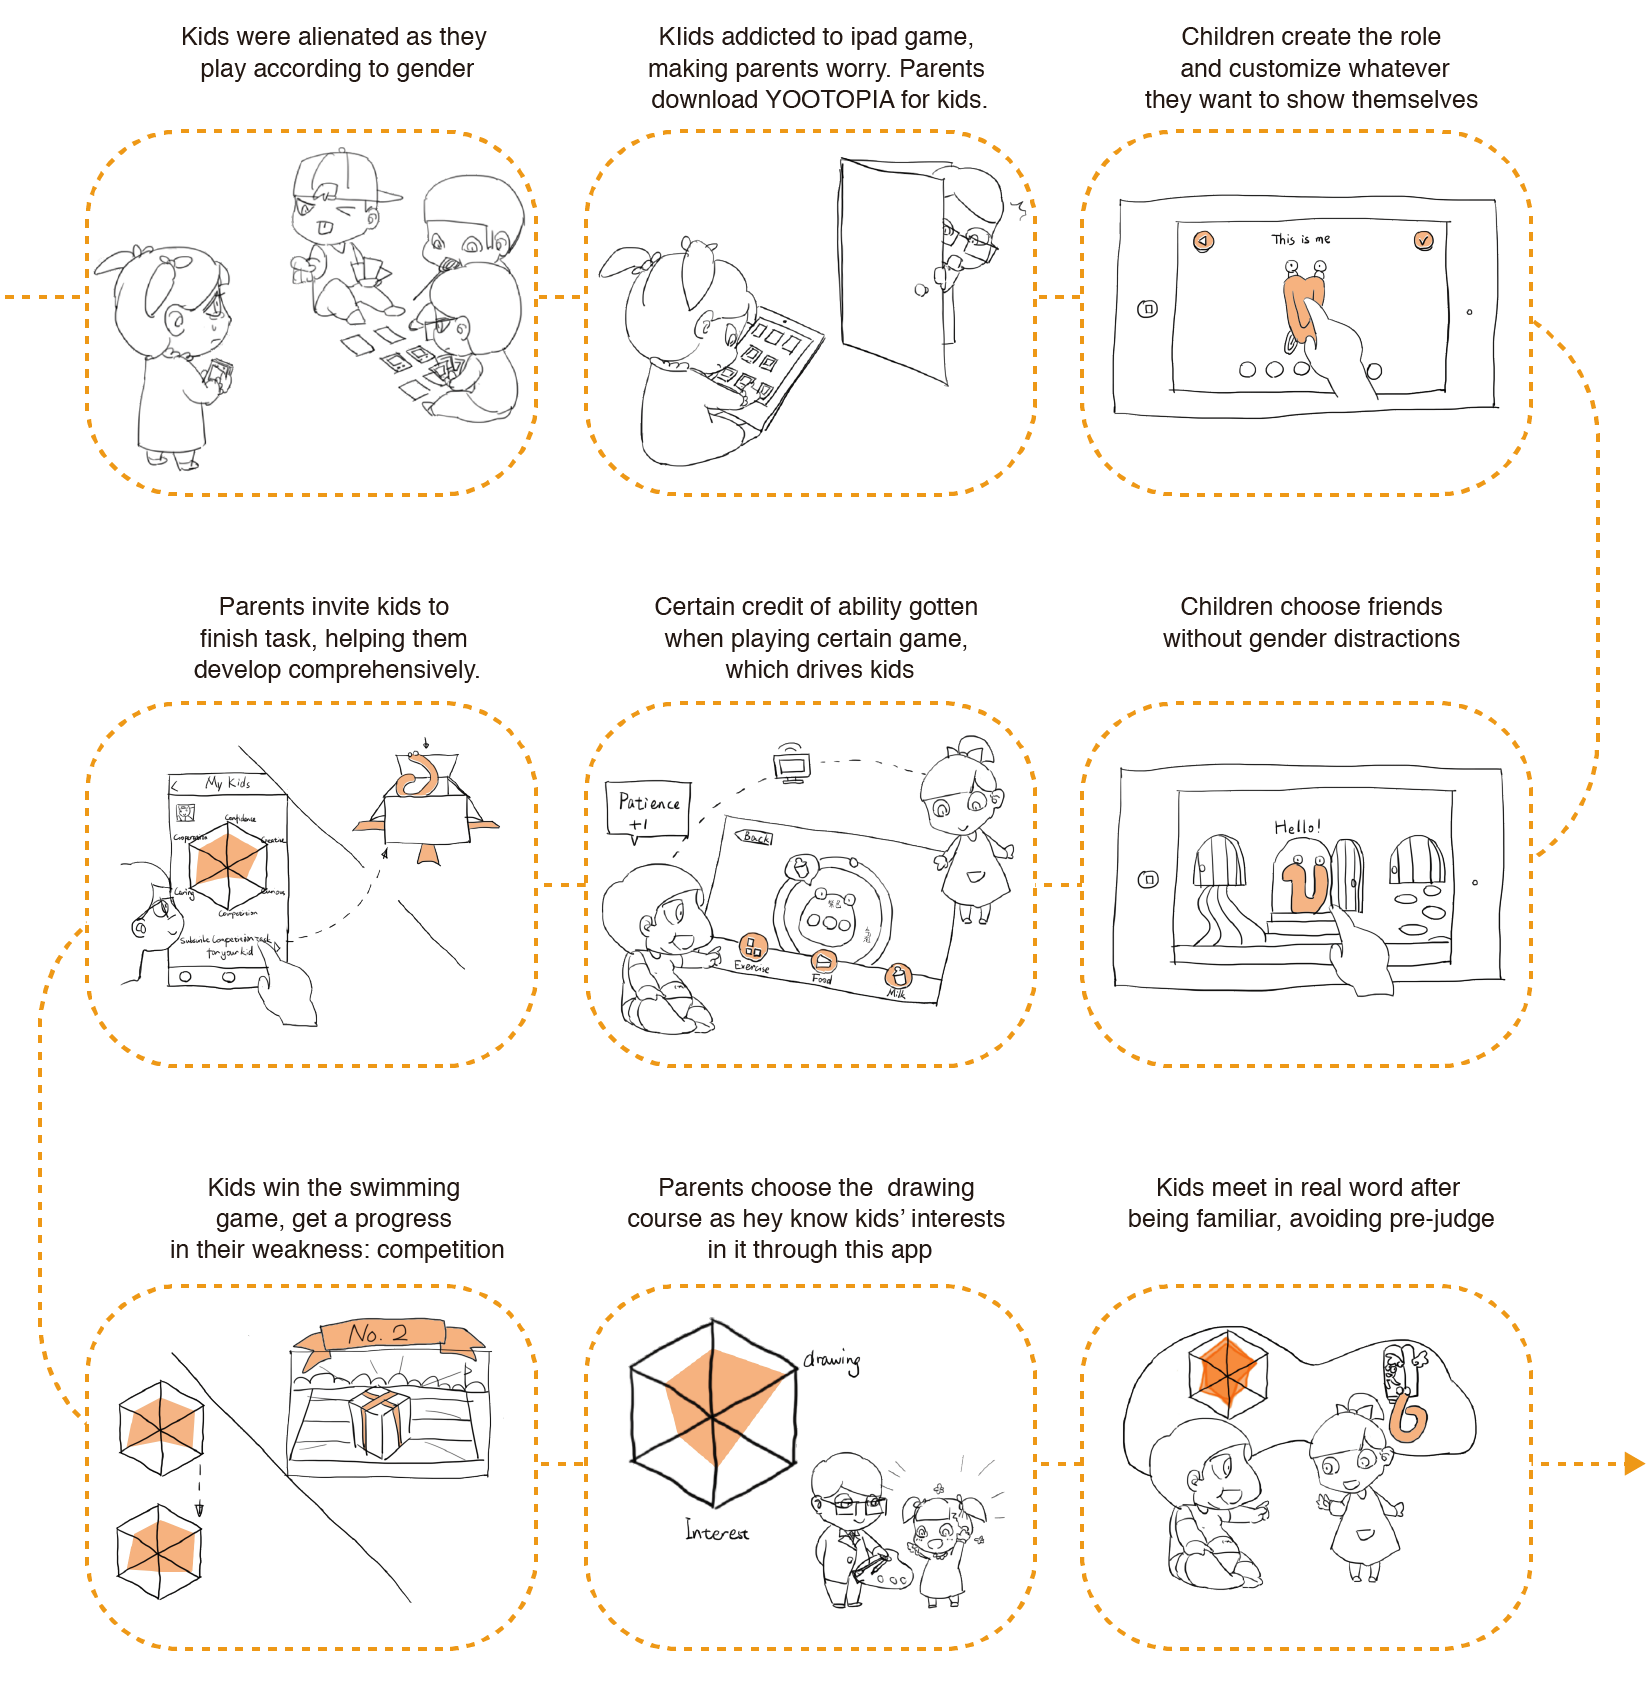 Kids were alienated as they
play according to gender
KIids addicted to ipad game,
making parents worry. Parents
download YOOTOPIA for kids.
Children create the role
and customize whatever
they want to show themselves
This is me
Children choose friends
without gender distractions
Hello!
Certain credit of ability gotten
when playing certain game,
which drives kids
Patience
+1
Back
Exercise
Food
Milk
Parents invite kids to
finish task, helping them
develop comprehensively.
My Kids
Confidence
Cooperation
Creative
Caring
Curious
Competition
Subscribe Competition task
for your kid
Kids win the swimming
game, get a progress
in their weakness: competition
No. 2
Parents choose the  drawing
course as hey know kids’ interests
in it through this app
drawing
Interest
Kids meet in real word after
being familiar, avoiding pre-judge